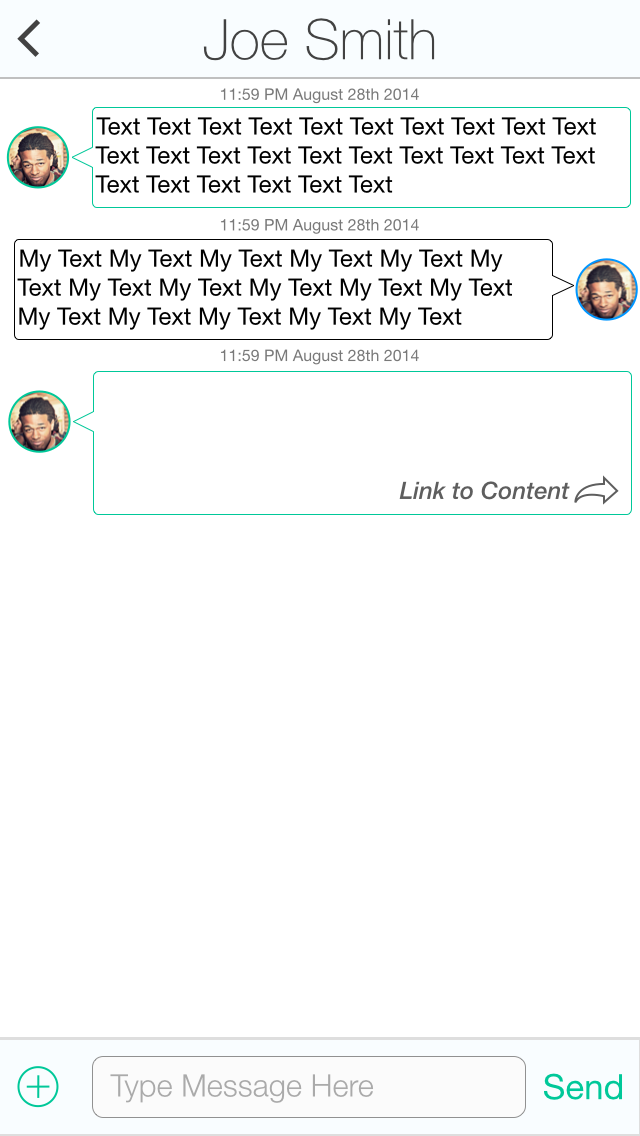 Joe Smith
11:59 PM August 28th 2014
Text Text Text Text Text Text Text Text Text Text
Text Text Text Text Text Text Text Text Text Text
Text Text Text Text Text Text
11:59 PM August 28th 2014
My Text My Text My Text My Text My Text My
Text My Text My Text My Text My Text My Text
My Text My Text My Text My Text My Text
11:59 PM August 28th 2014
Link to Content
Type Message Here
Send